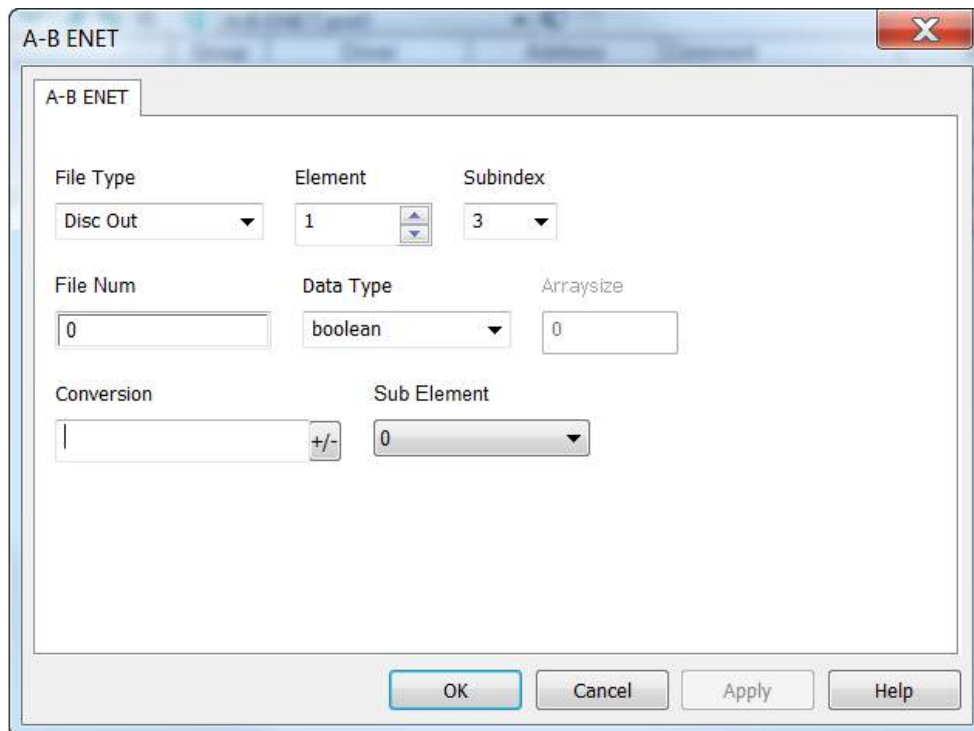 A-B ENET
A-B ENET
File Type Element Subindex
Disc Out 1 3
File Num Data Type Arraysize
0 boolean 0
Conversion Sub Element
+/- 0
OK Cancel Apply Help